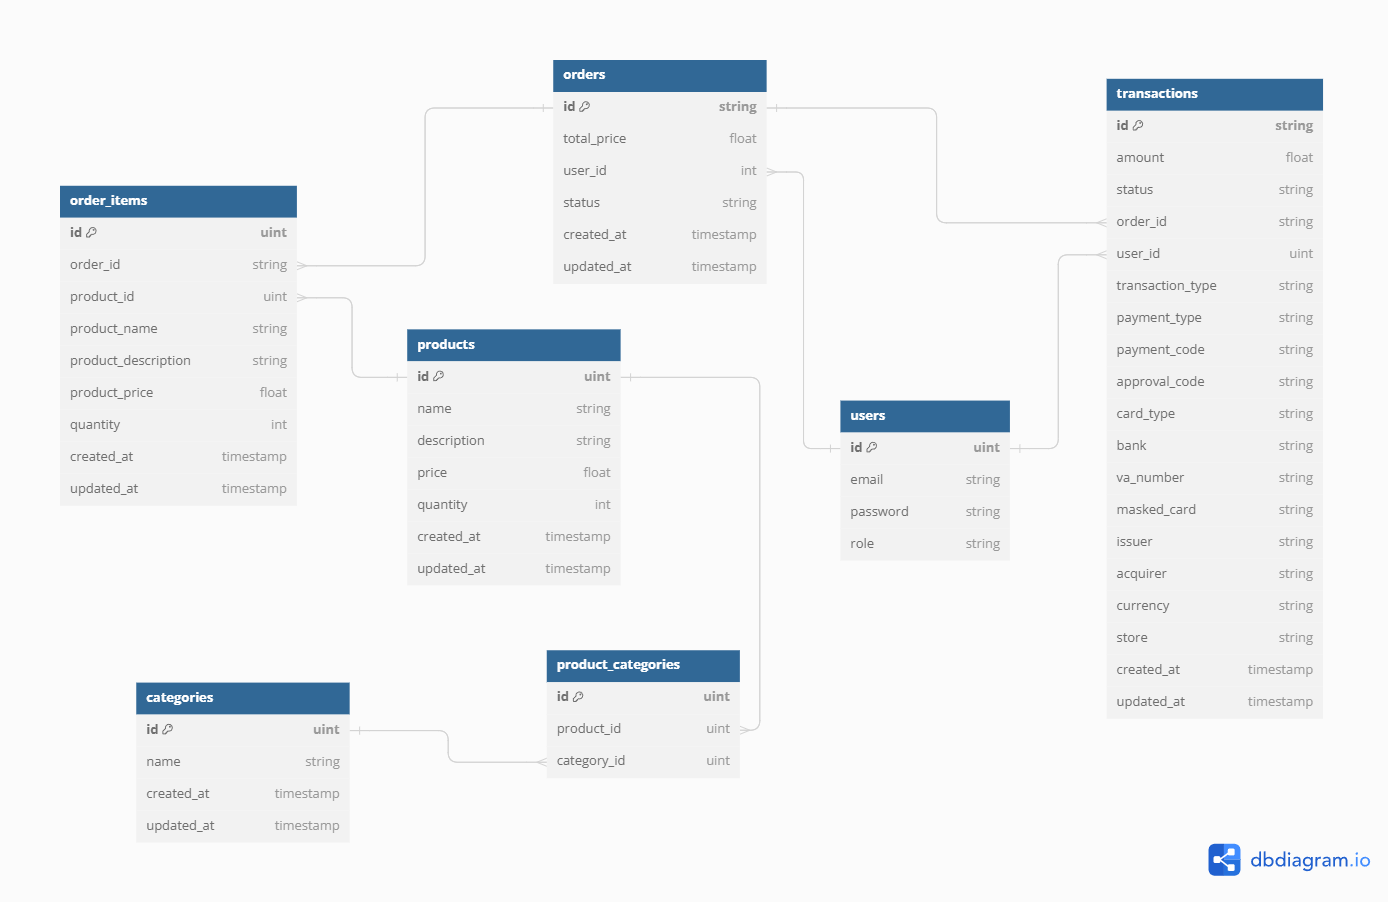 orders
id string
total_price float
user_id int
status string
created_at timestamp
updated_at timestamp
transactions
id string
amount float
status string
order_id string
user_id uint
transaction_type string
payment_type string
payment_code string
approval_code string
card_type string
bank string
va_number string
masked_card string
issuer string
acquirer string
currency string
store string
created_at timestamp
updated_at timestamp
order_items
id uint
order_id string
product_id uint
product_name string
product_description string
product_price float
quantity int
created_at timestamp
updated_at timestamp
products
id uint
name string
description string
price float
quantity int
created_at timestamp
updated_at timestamp
users
id uint
email string
password string
role string
product_categories
id uint
product_id uint
category_id uint
categories
id uint
name string
created_at timestamp
updated_at timestamp
dbdiagram.io